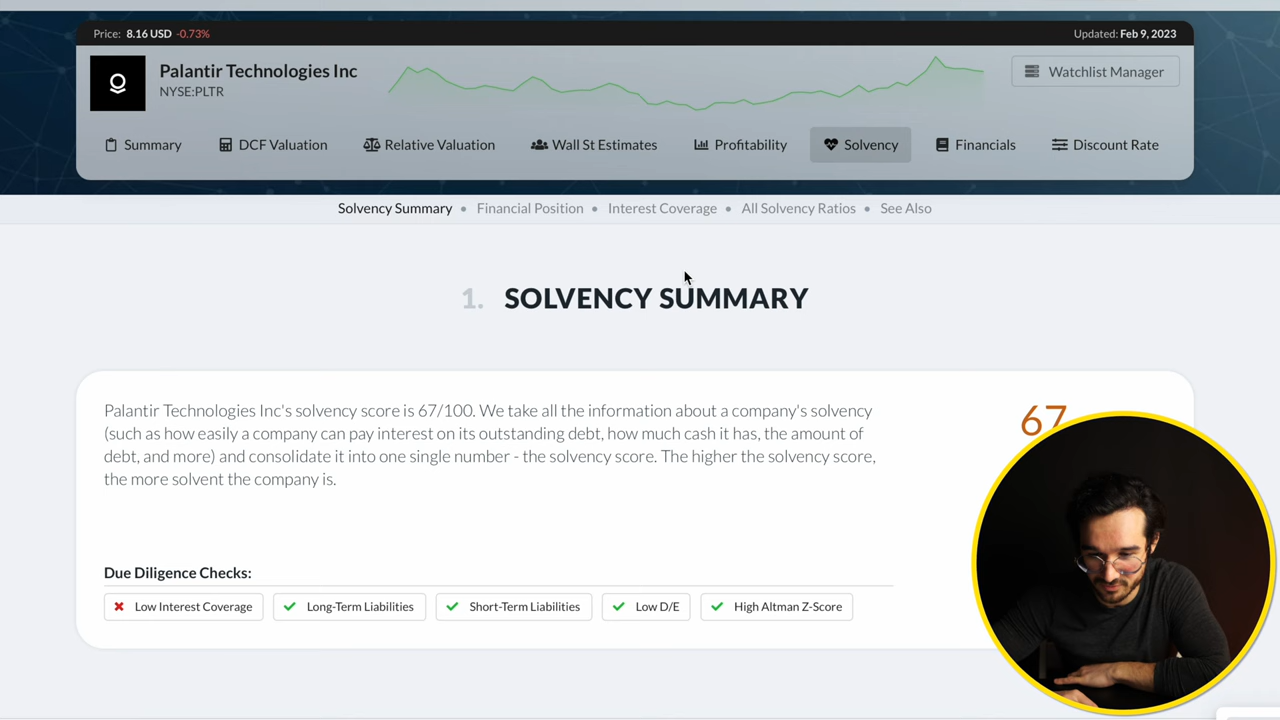 Price: 8.16 USD -0.73%
Updated: Feb 9, 2023
Palantir Technologies Inc
NYSE:PLTR
Watchlist Manager
Summary DCF Valuation Relative Valuation Wall St Estimates Profitability Solvency Financials Discount Rate
Solvency Summary • Financial Position • Interest Coverage • All Solvency Ratios • See Also
1. SOLVENCY SUMMARY
Palantir Technologies Inc's solvency score is 67/100. We take all the information about a company's solvency
(such as how easily a company can pay interest on its outstanding debt, how much cash it has, the amount of
debt, and more) and consolidate it into one single number - the solvency score. The higher the solvency score,
the more solvent the company is.
67
Due Diligence Checks:
Low Interest Coverage Long-Term Liabilities Short-Term Liabilities Low D/E High Altman Z-Score